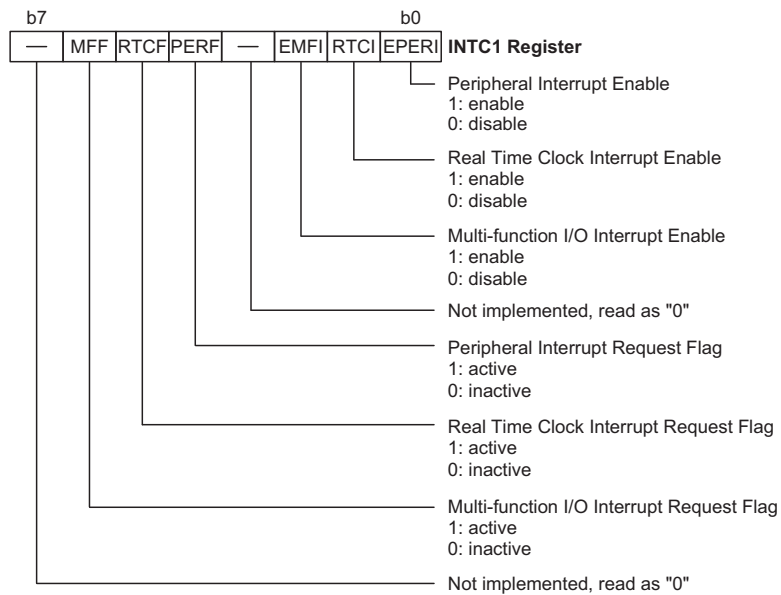 b7 b0
— MFF RTCF PERF — EMFI RTCI EPERI INTC1 Register
Peripheral Interrupt Enable
1: enable
0: disable
Real Time Clock Interrupt Enable
1: enable
0: disable
Multi-function I/O Interrupt Enable
1: enable
0: disable
Not implemented, read as "0"
Peripheral Interrupt Request Flag
1: active
0: inactive
Real Time Clock Interrupt Request Flag
1: active
0: inactive
Multi-function I/O Interrupt Request Flag
1: active
0: inactive
Not implemented, read as "0"